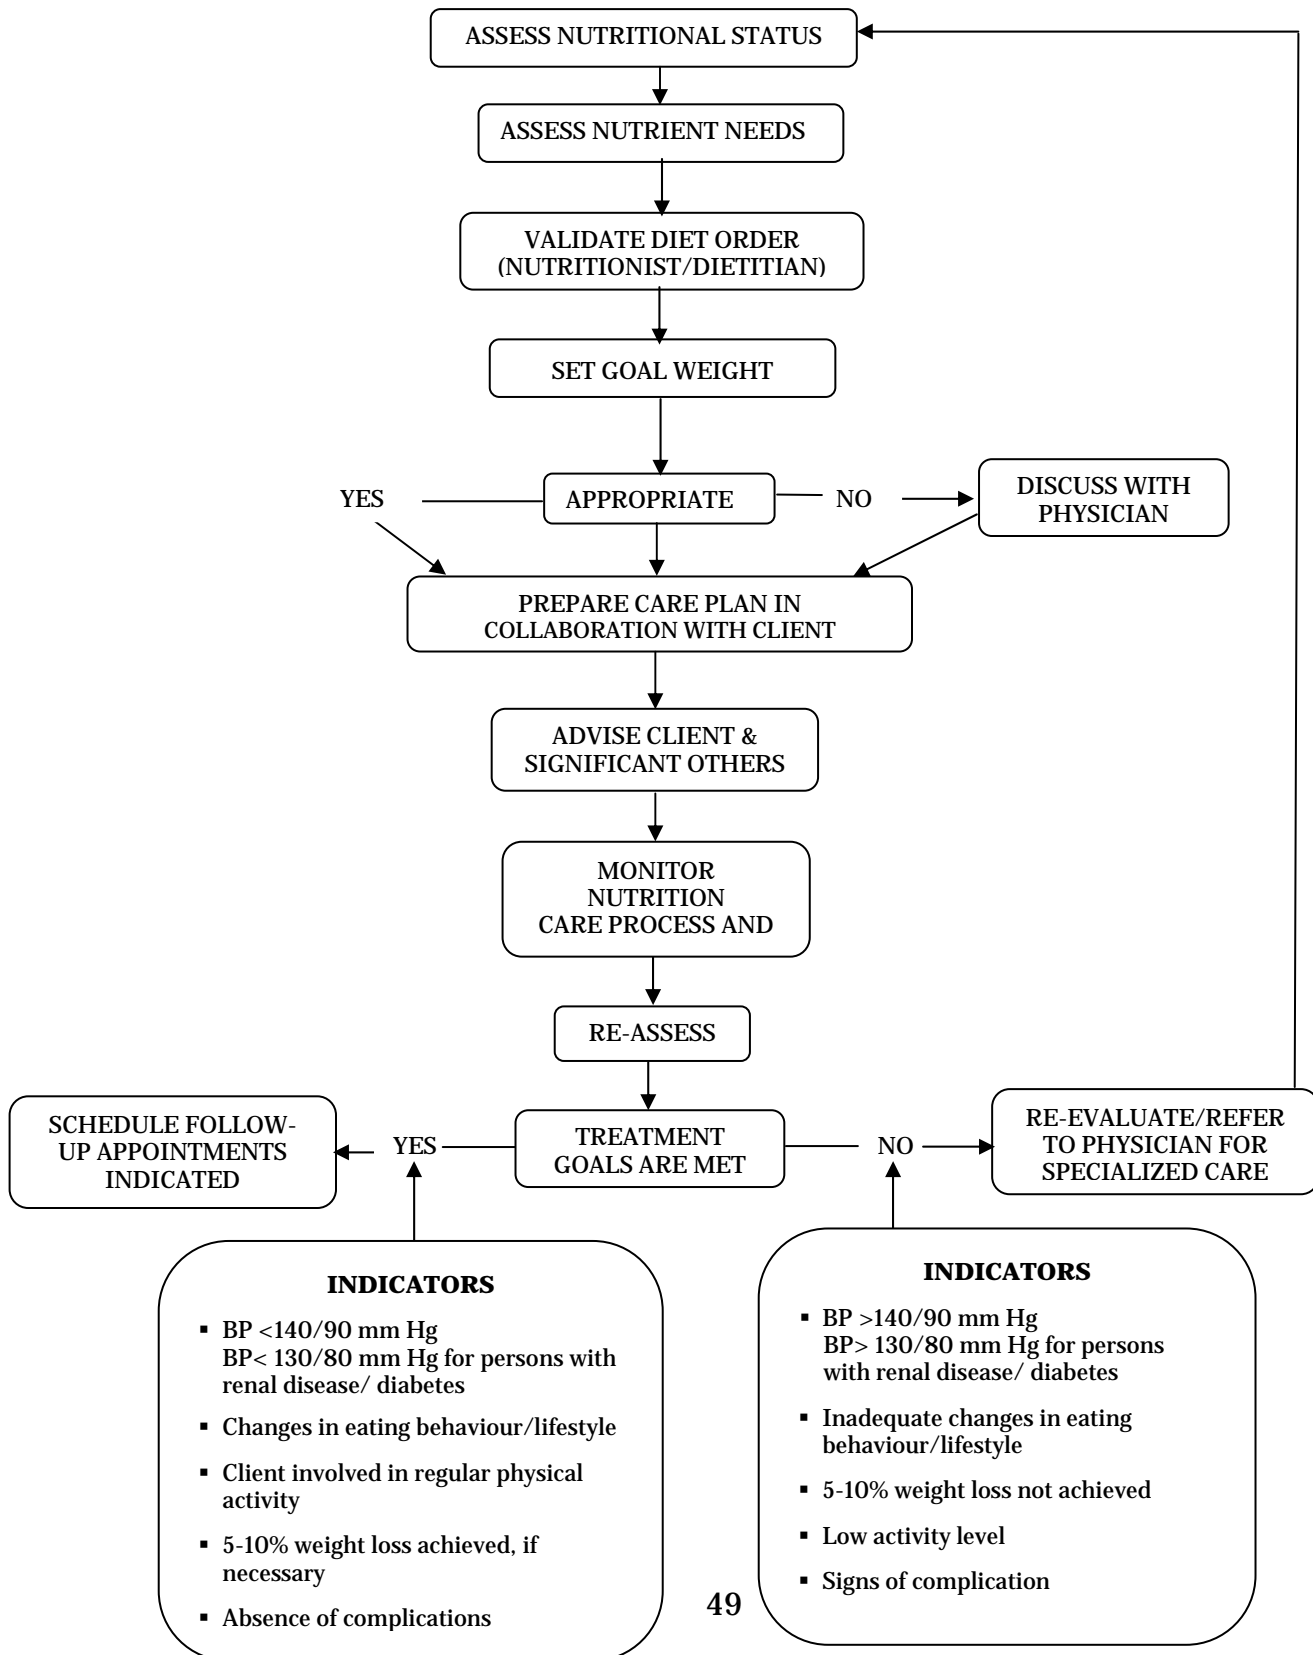 ASSESS NUTRITIONAL STATUS
ASSESS NUTRIENT NEEDS
VALIDATE DIET ORDER
(NUTRITIONIST/DIETITIAN)
SET GOAL WEIGHT
YES
APPROPRIATE
NO
DISCUSS WITH
PHYSICIAN
PREPARE CARE PLAN IN
COLLABORATION WITH CLIENT
ADVISE CLIENT &
SIGNIFICANT OTHERS
MONITOR
NUTRITION
CARE PROCESS AND
RE-ASSESS
SCHEDULE FOLLOW-
UP APPOINTMENTS
INDICATED
YES
TREATMENT
GOALS ARE MET
NO
RE-EVALUATE/REFER
TO PHYSICIAN FOR
SPECIALIZED CARE
INDICATORS
▪ BP <140/90 mm Hg
BP< 130/80 mm Hg for persons with
renal disease/ diabetes
▪ Changes in eating behaviour/lifestyle
▪ Client involved in regular physical
activity
▪ 5-10% weight loss achieved, if
necessary
▪ Absence of complications
INDICATORS
▪ BP >140/90 mm Hg
BP> 130/80 mm Hg for persons
with renal disease/ diabetes
▪ Inadequate changes in eating
behaviour/lifestyle
▪ 5-10% weight loss not achieved
▪ Low activity level
▪ Signs of complication
49